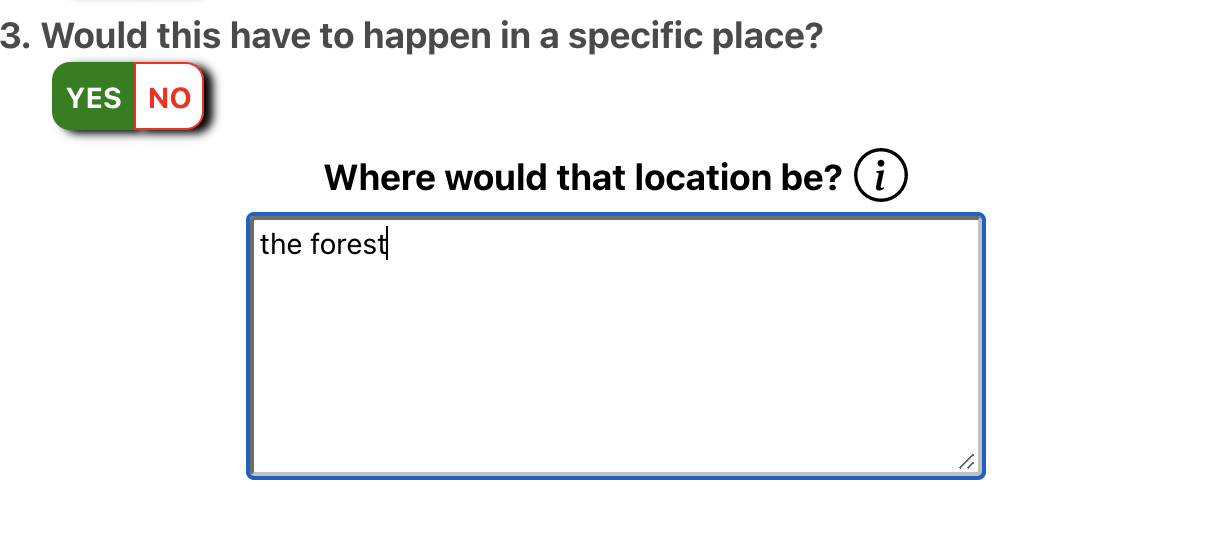 3. Would this have to happen in a specific place?
YES NO
Where would that location be? i
the forest